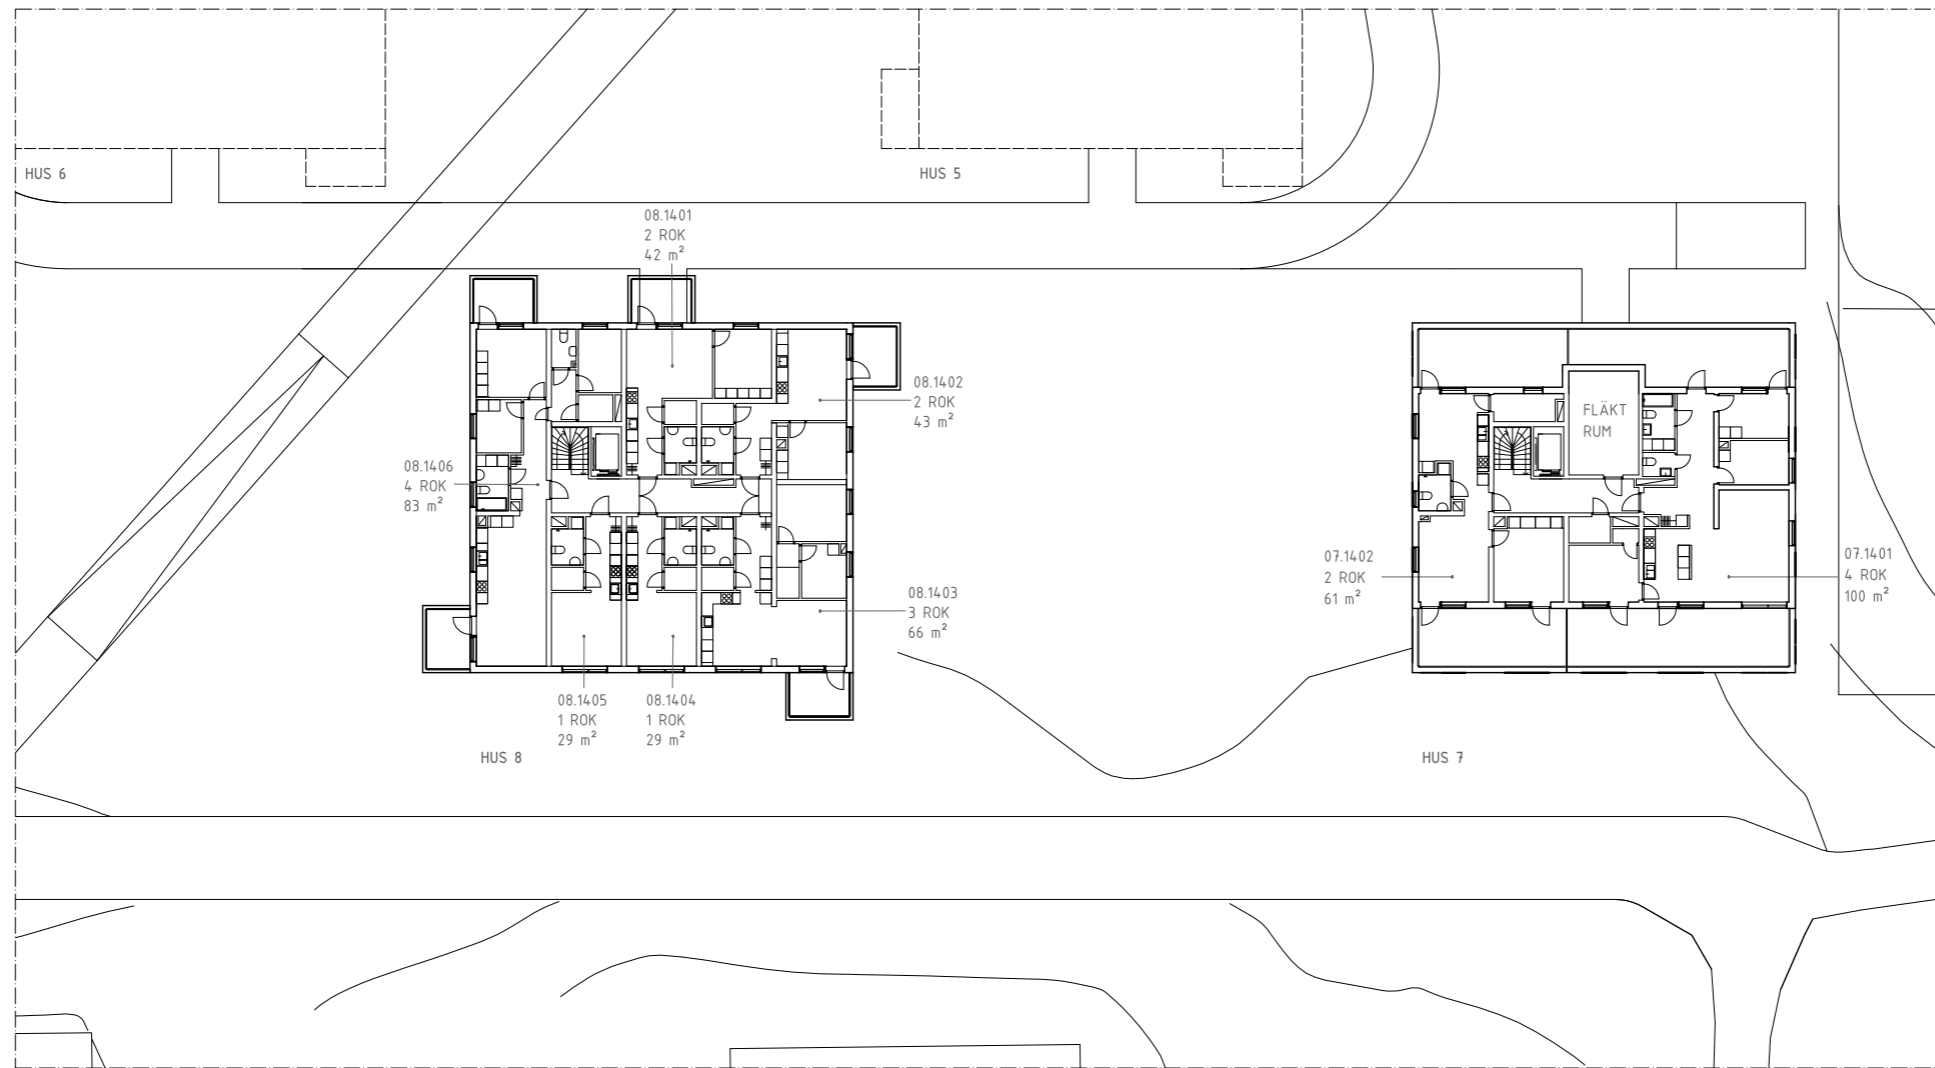 HUS 6
HUS 5
08.1401
2 ROK
42 m²
08.1402
2 ROK
43 m²
FLÄKT
RUM
08.1406
4 ROK
83 m²
07.1402
2 ROK
61 m²
07.1401
4 ROK
100 m²
08.1403
3 ROK
66 m²
08.1405
1 ROK
29 m²
08.1404
1 ROK
29 m²
HUS 8
HUS 7